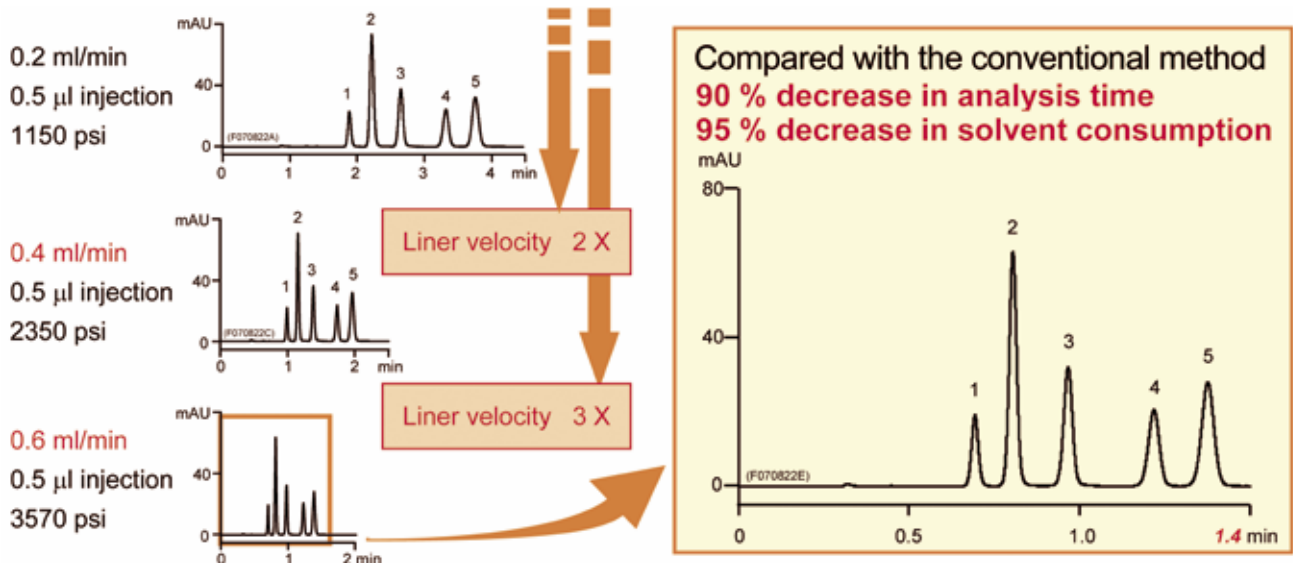 0.2 ml/min
0.5 µl injection
1150 psi
mAU
40
0
(F070822A)
1
2
3
4
5
0 1 2 3 4 min
0.4 ml/min
0.5 µl injection
2350 psi
mAU
40
0
(F070822C)
1
2
3
4
5
0 1 2 min
Liner velocity 2 X
0.6 ml/min
0.5 µl injection
3570 psi
mAU
40
0
0 1 2 min
Liner velocity 3 X
Compared with the conventional method
90 % decrease in analysis time
95 % decrease in solvent consumption
mAU
80
40
0
(F070822E)
1
2
3
4
5
0 0.5 1.0 1.4 min